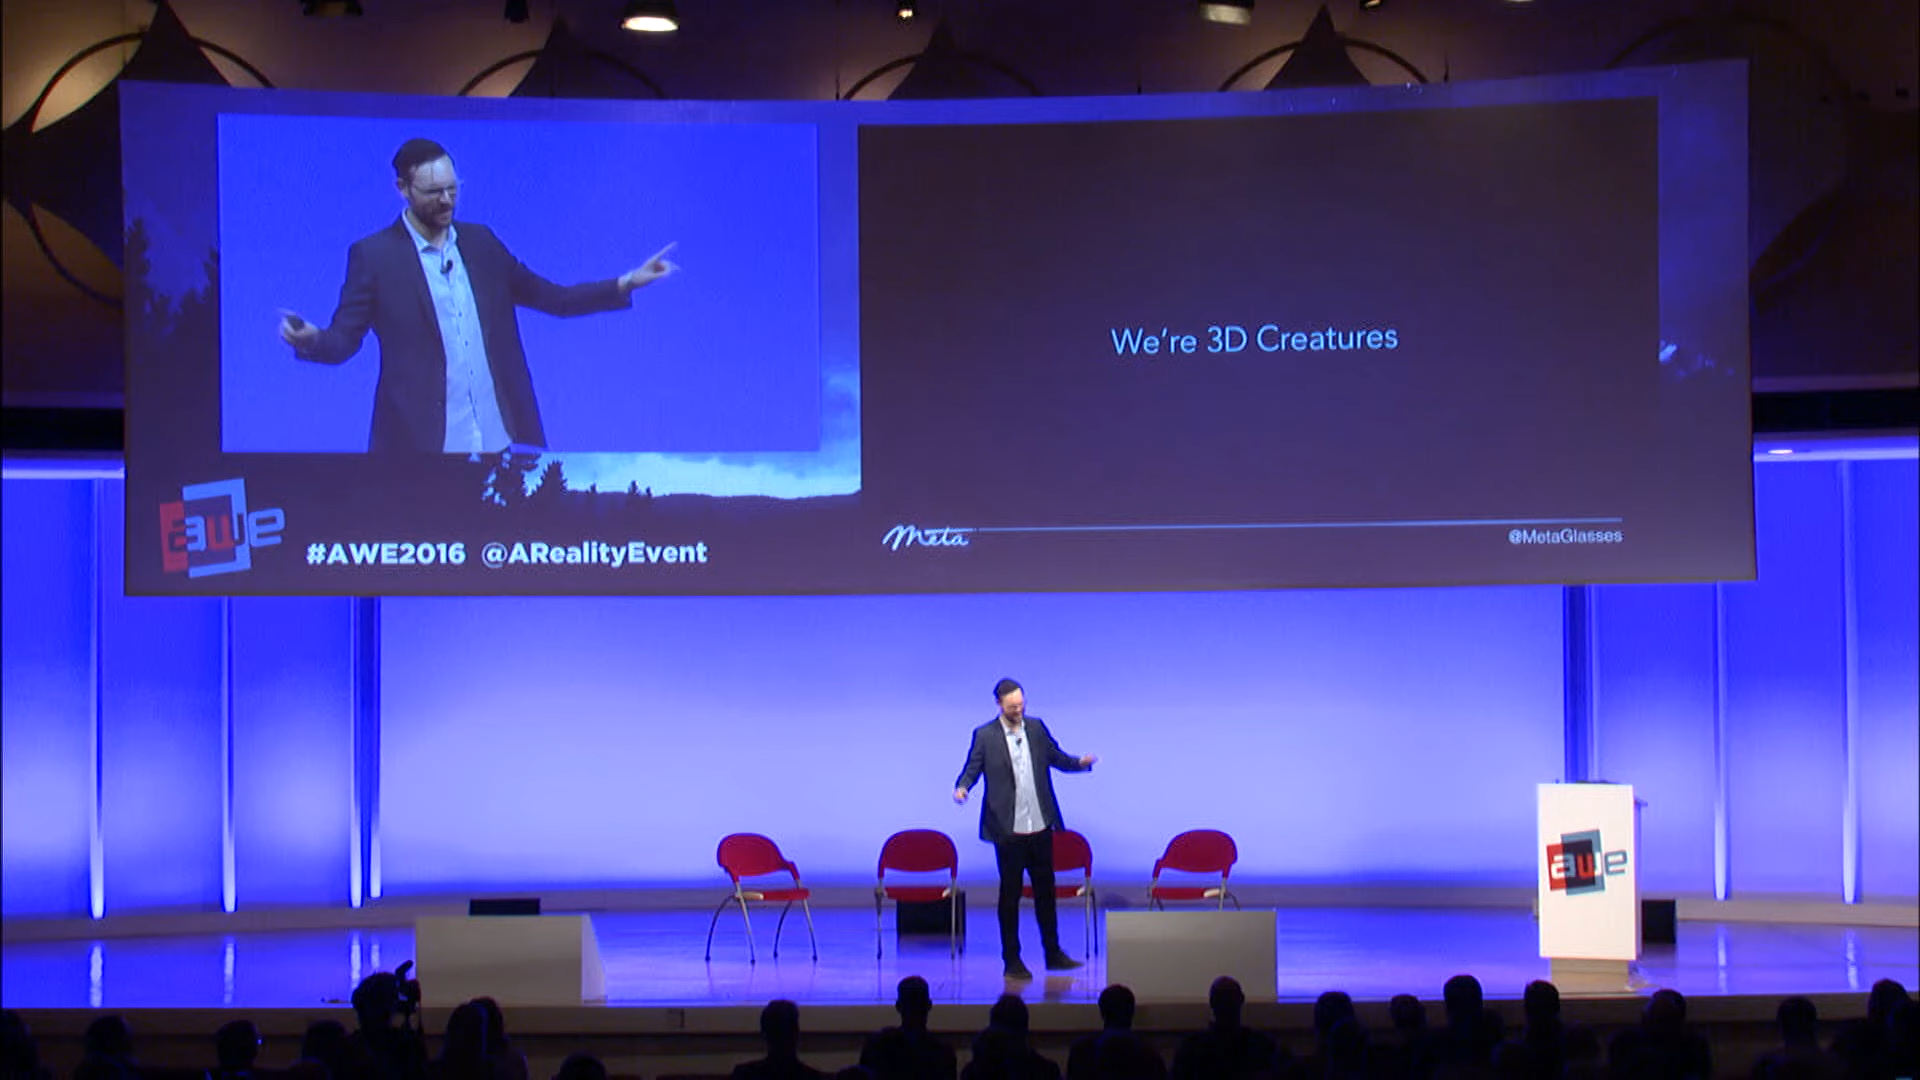 We're 3D Creatures
Meta
@MetaGlasses
awe
#AWE2016 @ARealityEvent
awe